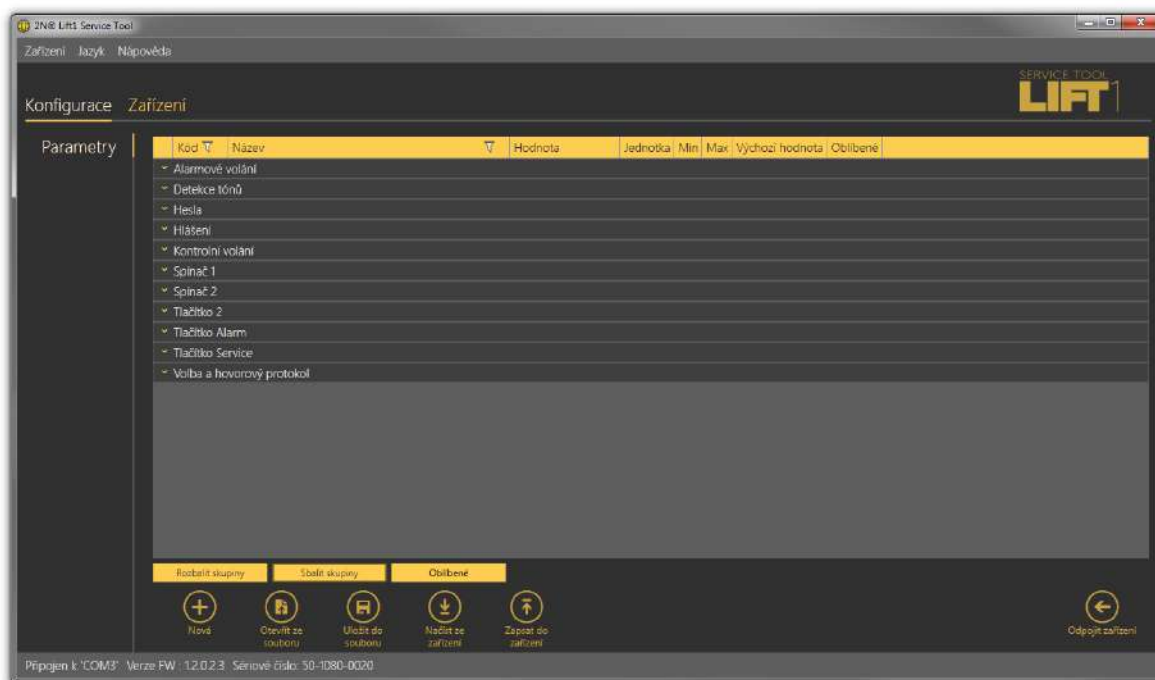 2N® Lift1 Service Tool
Zařízení Jazyk Nápověda
SERVICE TOOL
LIFT1
Konfigurace Zařízení
Parametry
Kód Název Hodnota Jednotka Min Max Výchozí hodnota Oblíbené
Alarmové volání
Detekce tónů
Hesla
Hlášení
Kontrolní volání
Spínač 1
Spínač 2
Tlačítko 2
Tlačítko Alarm
Tlačítko Service
Volba a hovorový protokol
Rozbalit skupiny Sbalit skupiny Oblíbené
Nová Otevřít ze souboru Uložit do souboru Načíst ze zařízení Zapsat do zařízení Odpojit zařízení
Připojen k 'COM3' Verze FW : 1.2.0.2.3 Sériové číslo: 50-1080-0020